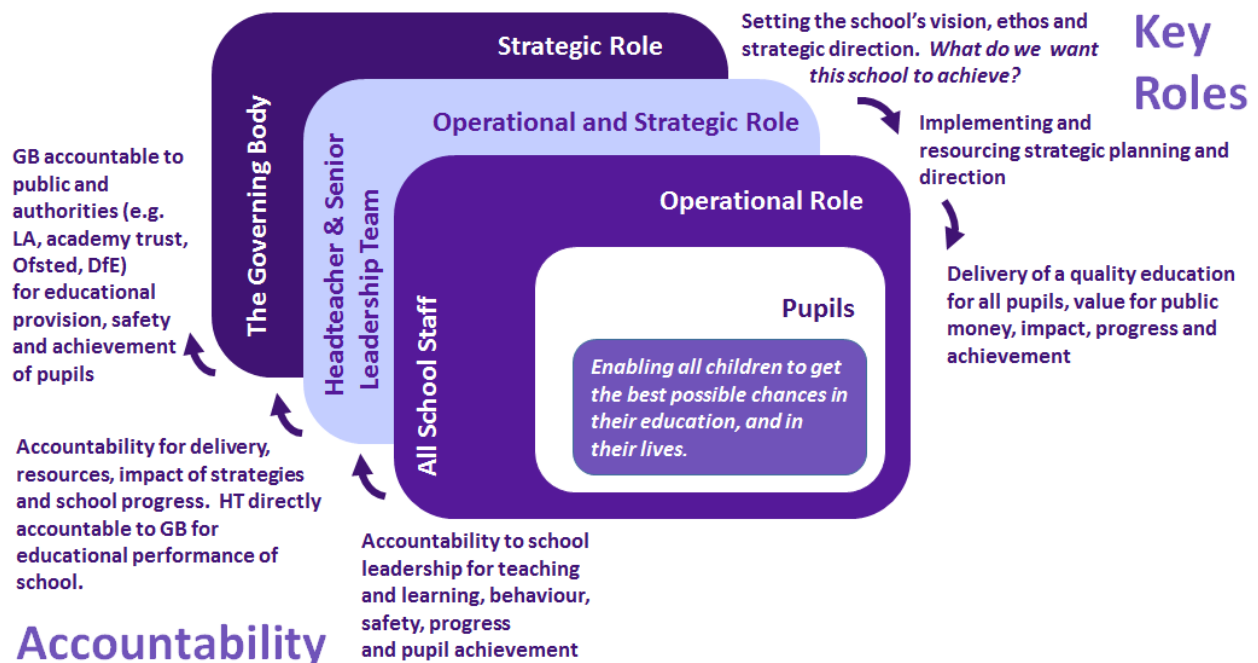 Setting the school's vision, ethos and
strategic direction. What do we want
this school to achieve?
Key
Roles
Strategic Role
The Governing Body
Operational and Strategic Role
Headteacher & Senior
Leadership Team
Operational Role
All School Staff
Pupils
Enabling all children to get
the best possible chances in
their education, and in
their lives.
Implementing and
resourcing strategic planning and
direction
Delivery of a quality education
for all pupils, value for public
money, impact, progress and
achievement
GB accountable to
public and
authorities (e.g.
LA, academy trust,
Ofsted, DfE)
for educational
provision, safety
and achievement
of pupils
Accountability for delivery,
resources, impact of strategies
and school progress. HT directly
accountable to GB for
educational performance of
school.
Accountability to school
leadership for teaching
and learning, behaviour,
safety, progress
and pupil achievement
Accountability